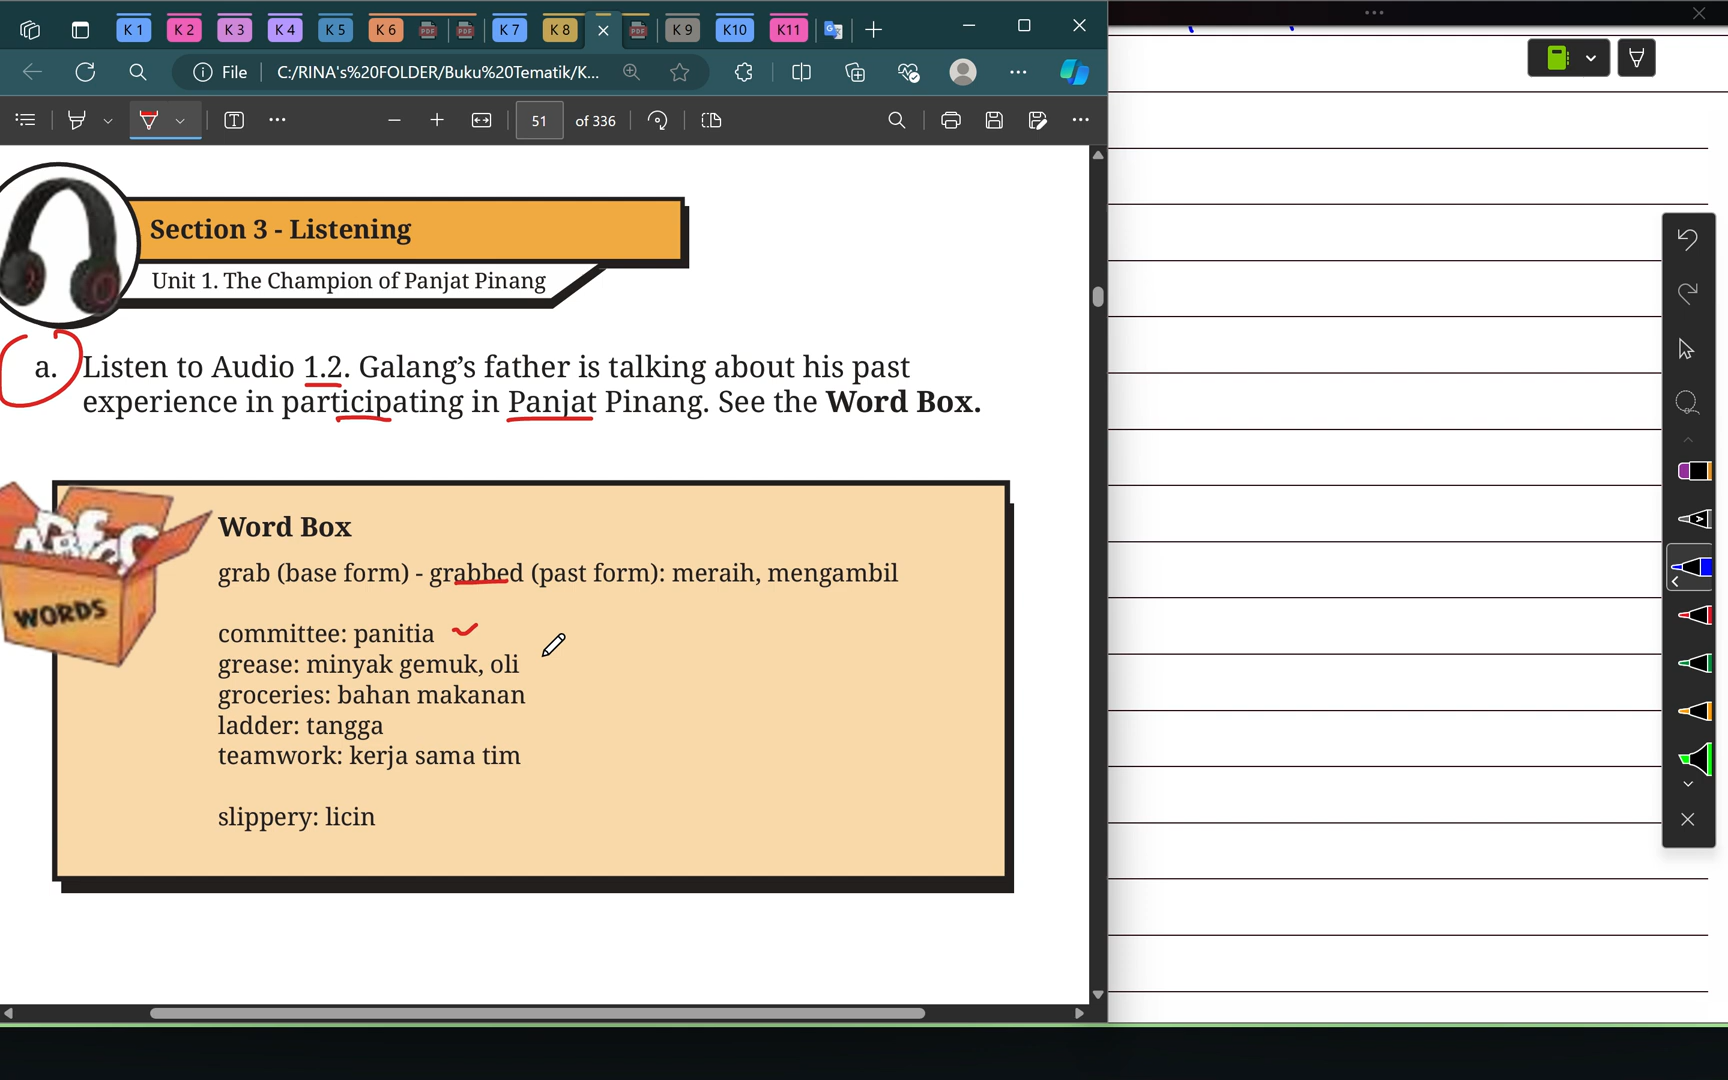 K 1
K 2
K 3
K 4
K 5
K 6
PDF
PDF
K 7
K 8
PDF
K 9
K10
K11
File
C:/RINA's%20FOLDER/Buku%20Tematik/K...
51
of 336
Section 3 - Listening
Unit 1. The Champion of Panjat Pinang
a. Listen to Audio 1.2. Galang’s father is talking about his past
experience in participating in Panjat Pinang. See the Word Box.
WORDS
Word Box
grab (base form) - grabbed (past form): meraih, mengambil
committee: panitia
grease: minyak gemuk, oli
groceries: bahan makanan
ladder: tangga
teamwork: kerja sama tim
slippery: licin